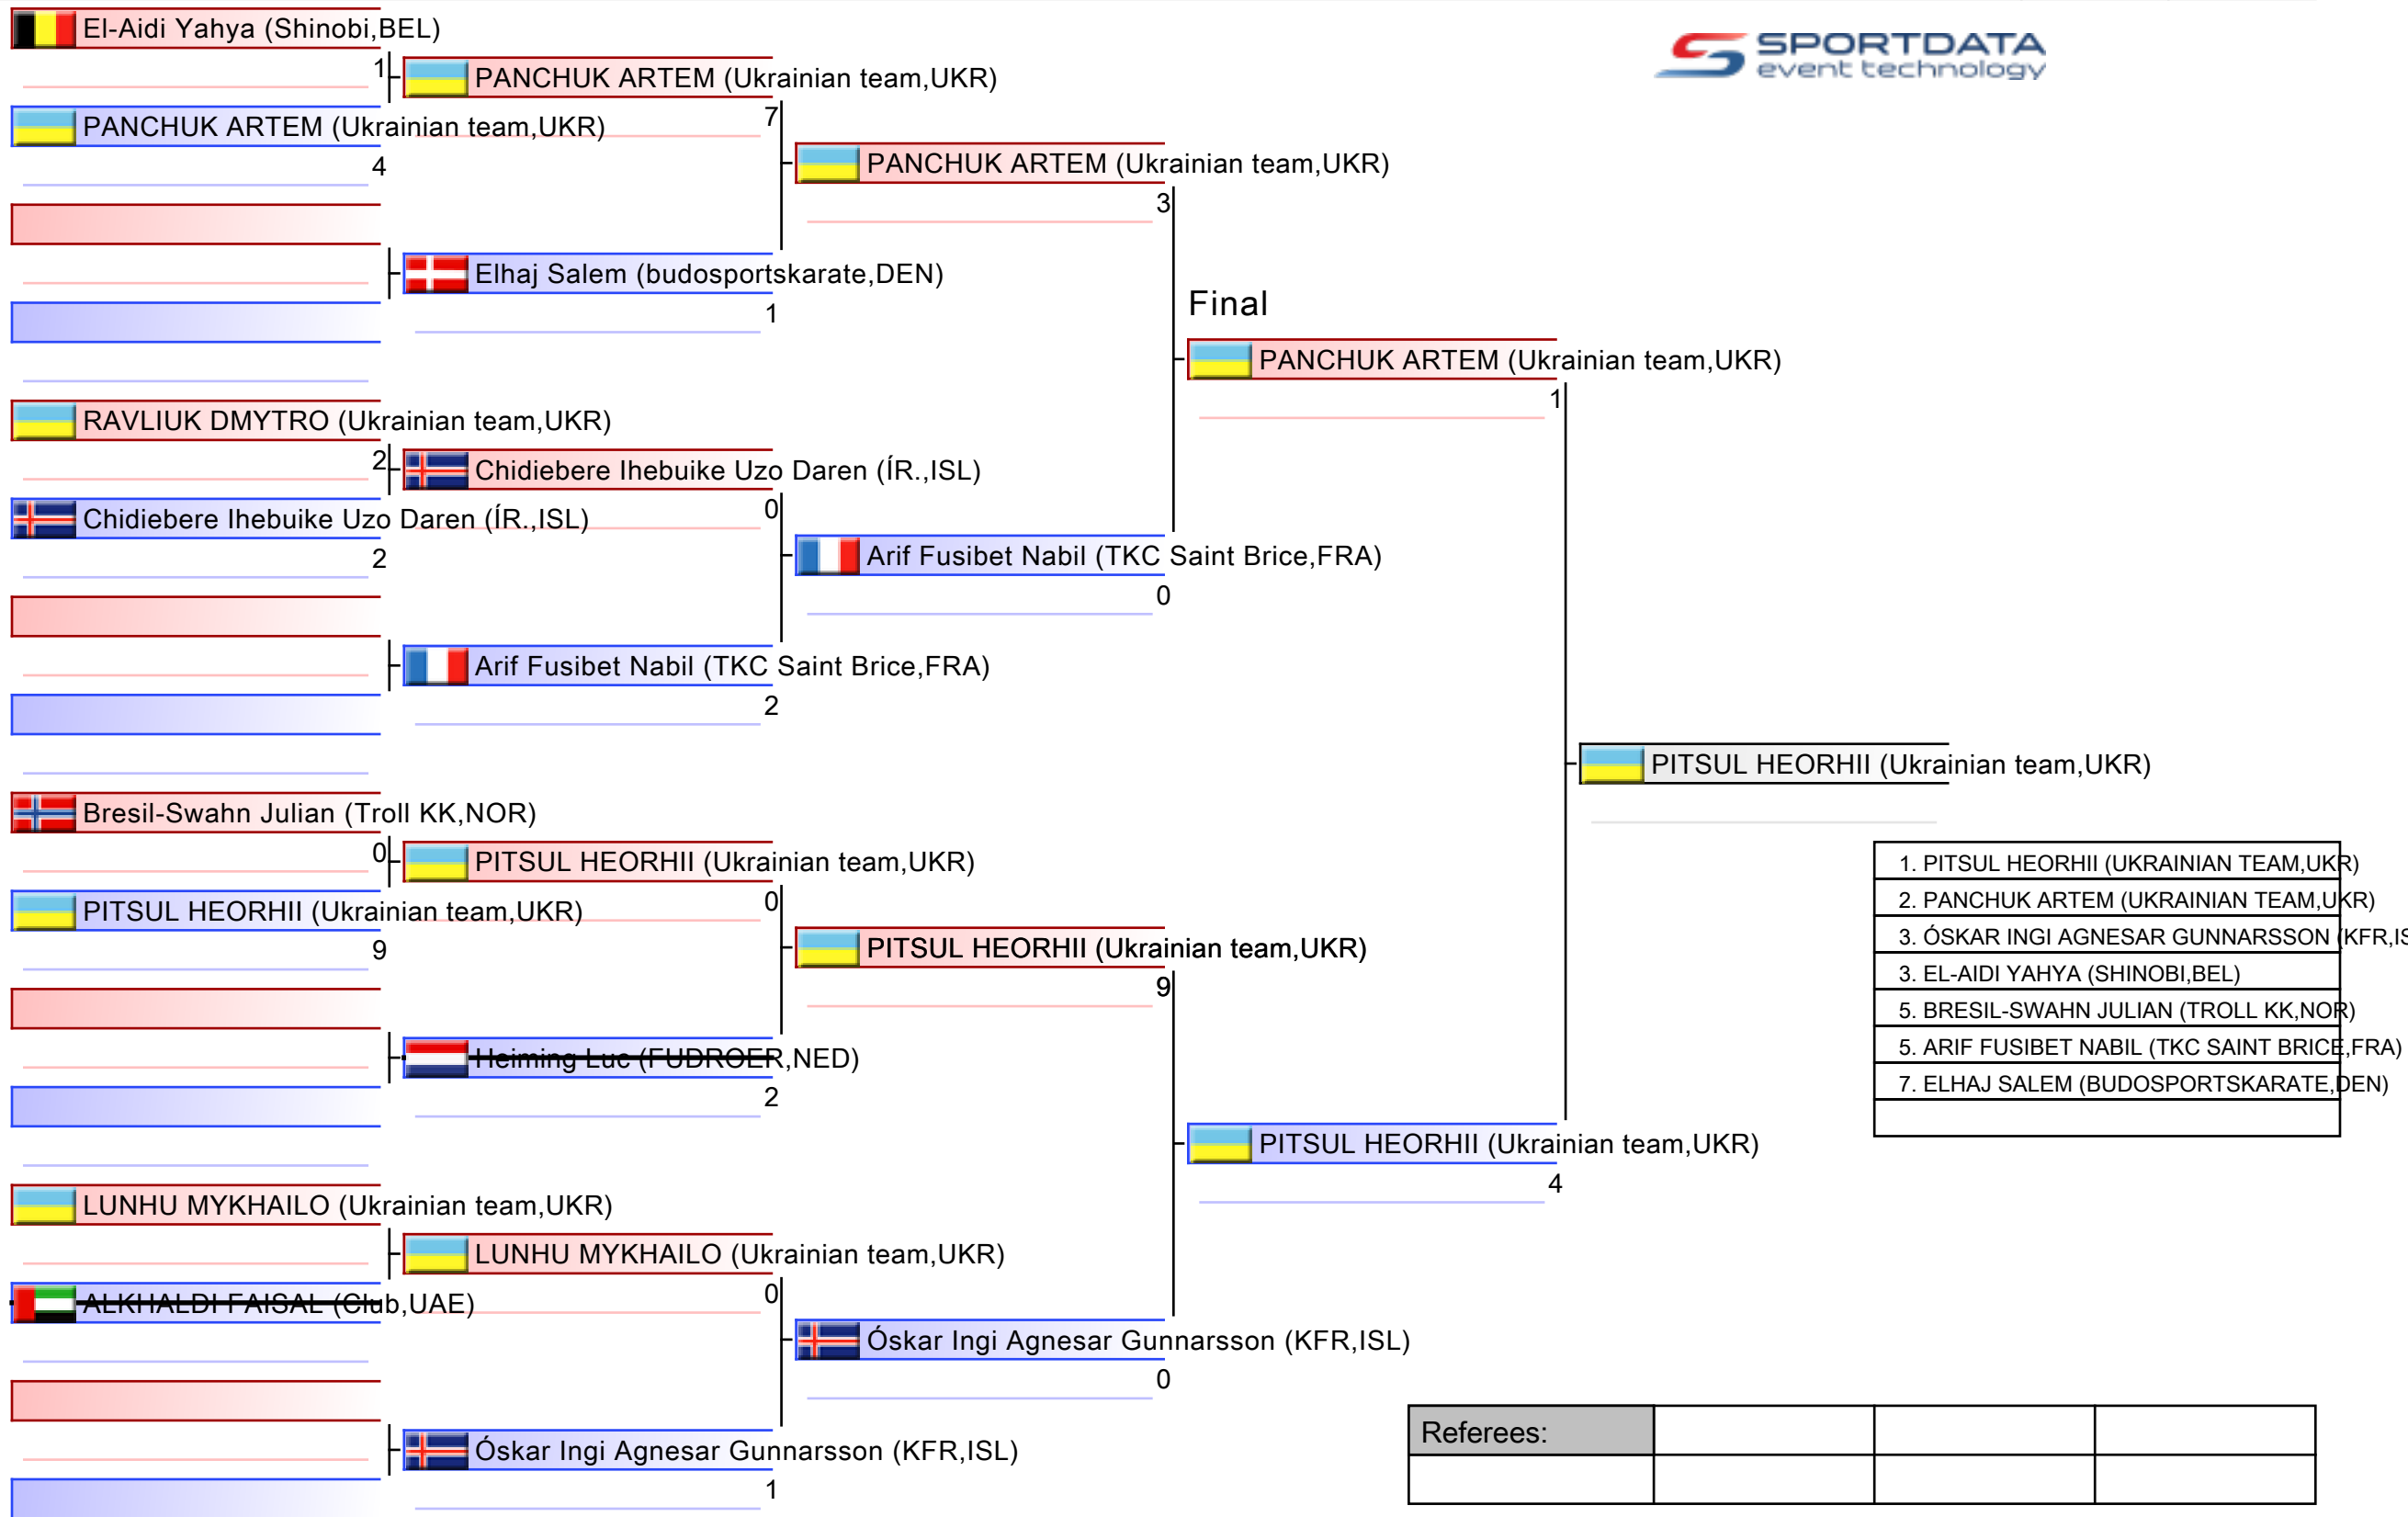 El-Aidi Yahya (Shinobi,BEL)
1
PANCHUK ARTEM (Ukrainian team,UKR)
4
RAVLIUK DMYTRO (Ukrainian team,UKR)
2
Chidiebere Ihebuike Uzo Daren (ÍR.,ISL)
2
Bresil-Swahn Julian (Troll KK,NOR)
0
PITSUL HEORHII (Ukrainian team,UKR)
9
LUNHU MYKHAILO (Ukrainian team,UKR)
ALKHALDI FAISAL (Club,UAE)
PANCHUK ARTEM (Ukrainian team,UKR)
7
Elhaj Salem (budosportskarate,DEN)
1
Chidiebere Ihebuike Uzo Daren (ÍR.,ISL)
0
Arif Fusibet Nabil (TKC Saint Brice,FRA)
2
PITSUL HEORHII (Ukrainian team,UKR)
0
Heiming Luc (FUDROER,NED)
2
LUNHU MYKHAILO (Ukrainian team,UKR)
0
Óskar Ingi Agnesar Gunnarsson (KFR,ISL)
1
PANCHUK ARTEM (Ukrainian team,UKR)
3
Arif Fusibet Nabil (TKC Saint Brice,FRA)
0
PITSUL HEORHII (Ukrainian team,UKR)
9
Óskar Ingi Agnesar Gunnarsson (KFR,ISL)
0
Final
PANCHUK ARTEM (Ukrainian team,UKR)
1
PITSUL HEORHII (Ukrainian team,UKR)
4
PITSUL HEORHII (Ukrainian team,UKR)
SPORTDATA
event technology
1. PITSUL HEORHII (UKRAINIAN TEAM,UKR)
2. PANCHUK ARTEM (UKRAINIAN TEAM,UKR)
3. ÓSKAR INGI AGNESAR GUNNARSSON (KFR,IS
3. EL-AIDI YAHYA (SHINOBI,BEL)
5. BRESIL-SWAHN JULIAN (TROLL KK,NOR)
5. ARIF FUSIBET NABIL (TKC SAINT BRICE,FRA)
7. ELHAJ SALEM (BUDOSPORTSKARATE,DEN)
Referees: